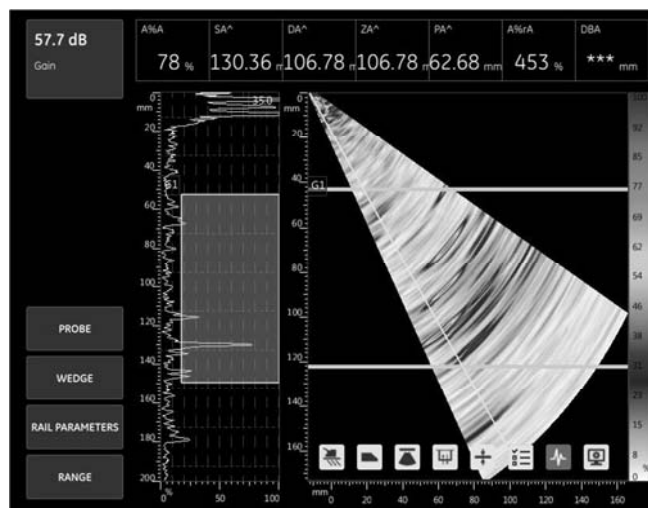 57.7 dB
Gain
A%A
78 %
SA^
130.36
DA^
106.78
ZA^
106.78
PA^
62.68 mm
A%rA
453 %
DBA
*** mm
0
mm
20
40
60
80
100
120
140
160
180
200
%
0
50
100
35.0
G1
0
mm
20
40
60
80
100
120
140
160
G1
mm
0
20
40
60
80
100
120
140
160
100
92
85
77
69
62
54
46
38
31
23
15
8
0
%
PROBE
WEDGE
RAIL PARAMETERS
RANGE